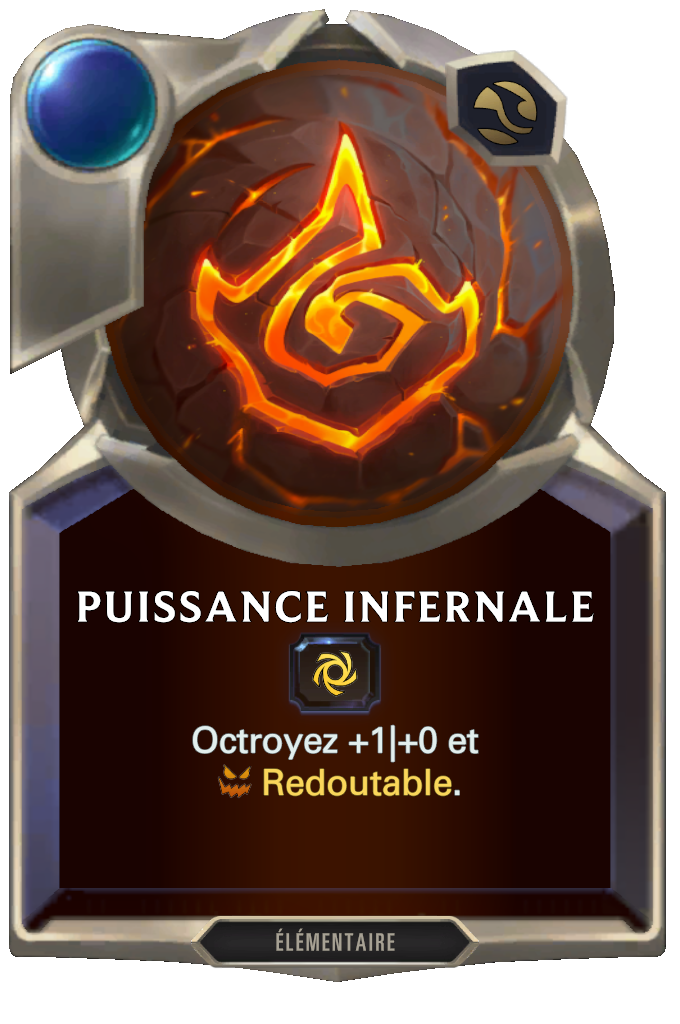 PUISSANCE INFERNALE
Octroyez +1|+0 et
Redoutable.
ÉLÉMENTAIRE